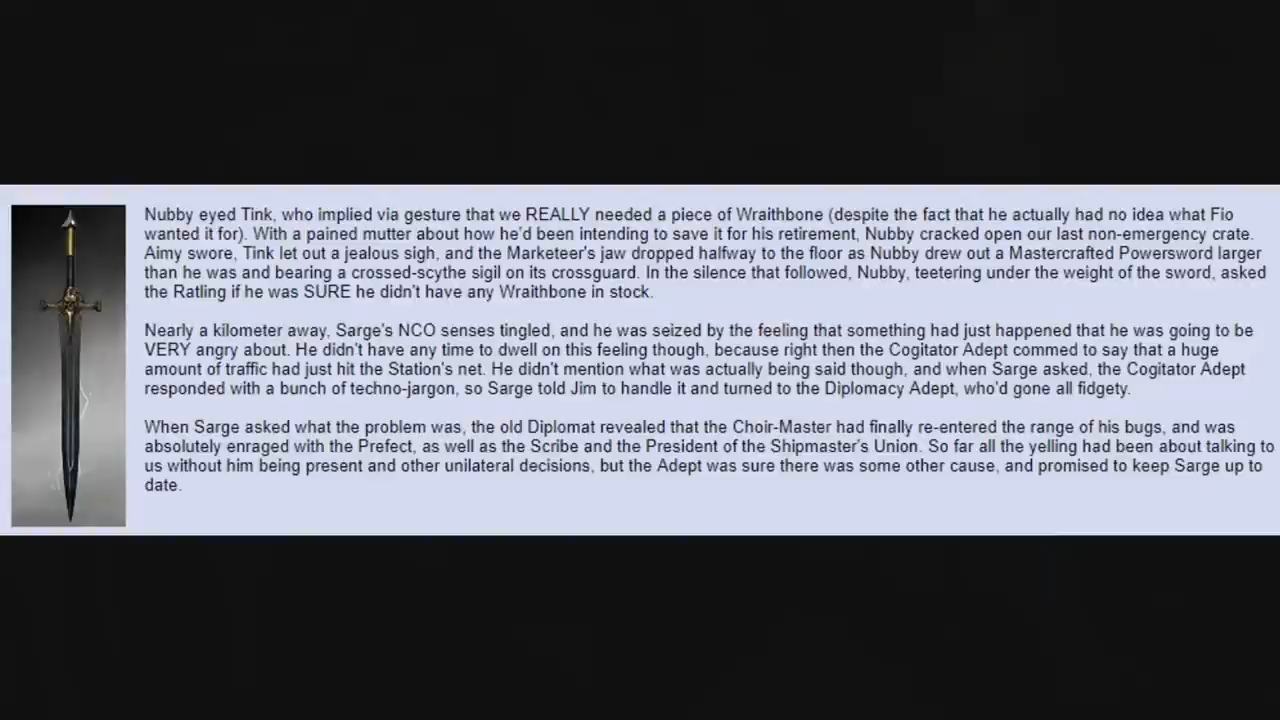 Nubby eyed Tink, who implied via gesture that we REALLY needed a piece of Wraithbone (despite the fact that he actually had no idea what Fio
wanted it for). With a pained mutter about how he'd been intending to save it for his retirement, Nubby cracked open our last non-emergency crate.
Aimy swore, Tink let out a jealous sigh, and the Marketeer's jaw dropped halfway to the floor as Nubby drew out a Mastercrafted Powersword larger
than he was and bearing a crossed-scythe sigil on its crossguard. In the silence that followed, Nubby, teetering under the weight of the sword, asked
the Ratling if he was SURE he didn't have any Wraithbone in stock.
Nearly a kilometer away, Sarge's NCO senses tingled, and he was seized by the feeling that something had just happened that he was going to be
VERY angry about. He didn't have any time to dwell on this feeling though, because right then the Cogitator Adept commed to say that a huge
amount of traffic had just hit the Station's net. He didn't mention what was actually being said though, and when Sarge asked, the Cogitator Adept
responded with a bunch of techno-jargon, so Sarge told Jim to handle it and turned to the Diplomacy Adept, who'd gone all fidgety.
When Sarge asked what the problem was, the old Diplomat revealed that the Choir-Master had finally re-entered the range of his bugs, and was
absolutely enraged with the Prefect, as well as the Scribe and the President of the Shipmaster's Union. So far all the yelling had been about talking to
us without him being present and other unilateral decisions, but the Adept was sure there was some other cause, and promised to keep Sarge up to
date.